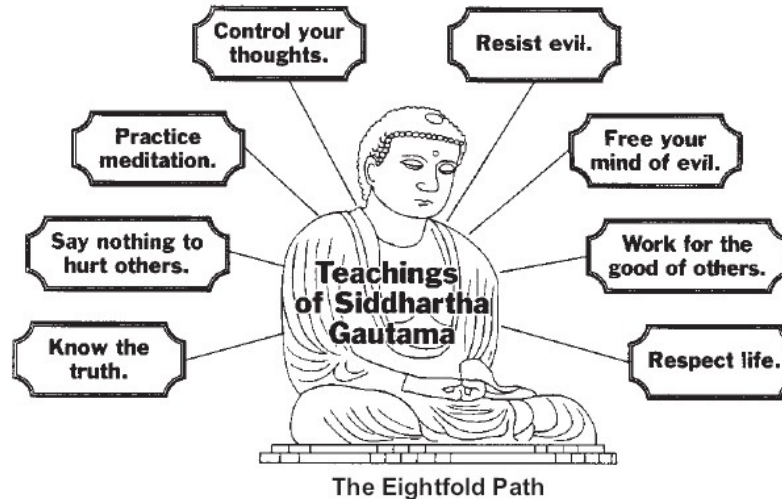 Control your
thoughts.
Resist evil.
Practice
meditation.
Free your
mind of evil.
Say nothing to
hurt others.
Work for the
good of others.
Teachings
of Siddhartha
Gautama
Know the
truth.
Respect life.
The Eightfold Path